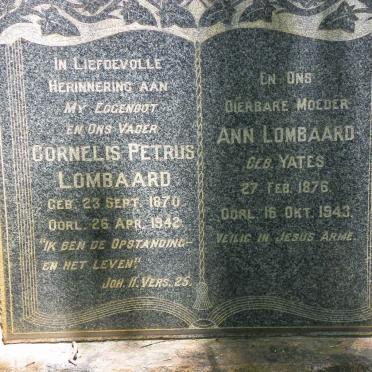 IN LIEFDEVOLLE
HERINNERING AAN
MY EGGENOOT
EN ONS VADER
CORNELIS PETRUS
LOMBAARD
GEB. 23 SEPT. 1870
OORL. 26 APR. 1942.
"IK BEN DE OPSTANDING-
EN HET LEVEN"
JOH. 11. VERS. 25.
EN ONS
DIERBARE MOEDER
ANN LOMBAARD
GEB. YATES
27 FEB. 1876
OORL. 16 OKT. 1943.
VEILIG IN JESUS ARME.